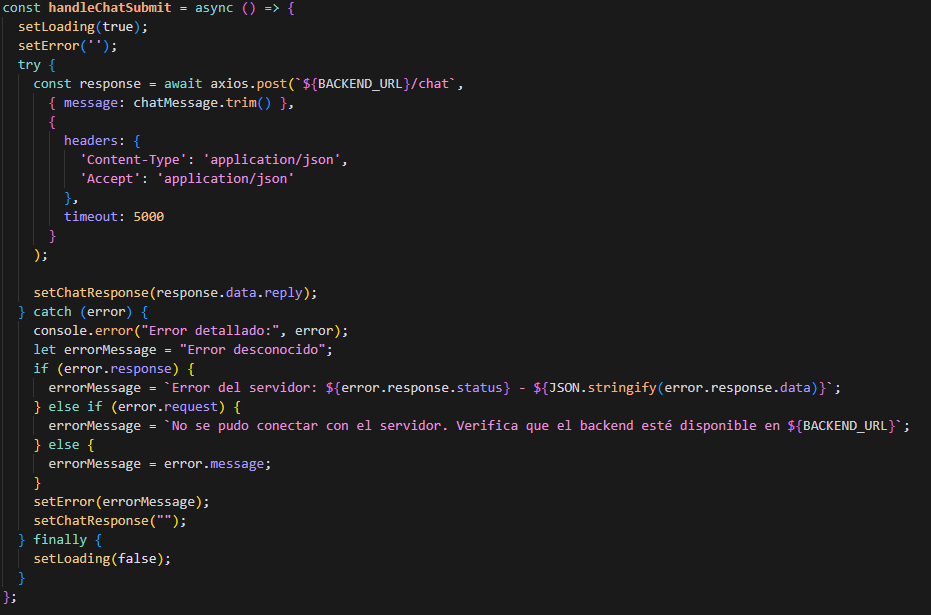 const handleChatSubmit = async () => {
  setLoading(true);
  setError('');
  try {
    const response = await axios.post(`${BACKEND_URL}/chat`,
      { message: chatMessage.trim() },
      {
        headers: {
          'Content-Type': 'application/json',
          'Accept': 'application/json'
        },
        timeout: 5000
      }
    );

    setChatResponse(response.data.reply);
  } catch (error) {
    console.error("Error detallado:", error);
    let errorMessage = "Error desconocido";
    if (error.response) {
      errorMessage = `Error del servidor: ${error.response.status} - ${JSON.stringify(error.response.data)}`;
    } else if (error.request) {
      errorMessage = `No se pudo conectar con el servidor. Verifica que el backend esté disponible en ${BACKEND_URL}`;
    } else {
      errorMessage = error.message;
    }
    setError(errorMessage);
    setChatResponse("");
  } finally {
    setLoading(false);
  }
};